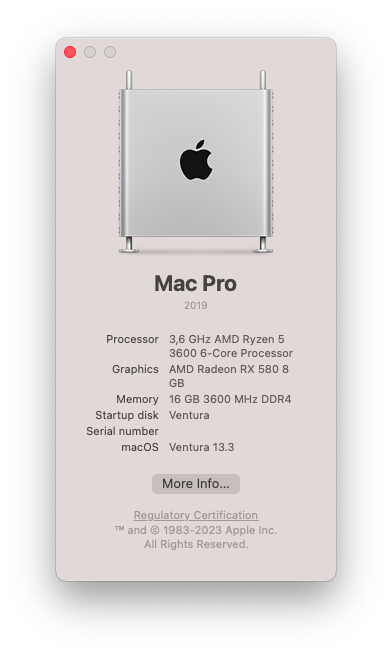 Mac Pro
2019
Processor 3,6 GHz AMD Ryzen 5
3600 6-Core Processor
Graphics AMD Radeon RX 580 8
GB
Memory 16 GB 3600 MHz DDR4
Startup disk Ventura
Serial number
macOS Ventura 13.3
More Info...
Regulatory Certification
™ and © 1983-2023 Apple Inc.
All Rights Reserved.